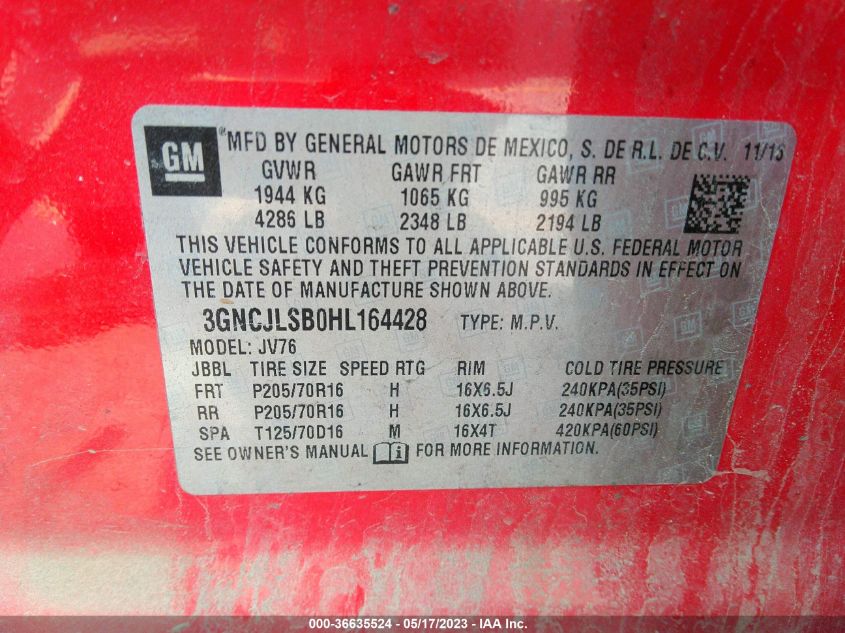 GM
MFD BY GENERAL MOTORS DE MEXICO, S. DE R.L. DE C.V. 11/16
GVWR GAWR FRT GAWR RR
1944 KG 1065 KG 995 KG
4286 LB 2348 LB 2194 LB
THIS VEHICLE CONFORMS TO ALL APPLICABLE U.S. FEDERAL MOTOR
VEHICLE SAFETY AND THEFT PREVENTION STANDARDS IN EFFECT ON
THE DATE OF MANUFACTURE SHOWN ABOVE.
3GNCJLSB0HL164428 TYPE: M.P.V.
MODEL: JV76
JBBL TIRE SIZE SPEED RTG RIM COLD TIRE PRESSURE
FRT P205/70R16 H 16X6.5J 240KPA(35PSI)
RR P205/70R16 H 16X6.5J 240KPA(35PSI)
SPA T125/70D16 M 16X4T 420KPA(60PSI)
SEE OWNER'S MANUAL FOR MORE INFORMATION.
000-36635524 - 05/17/2023 - IAA Inc.